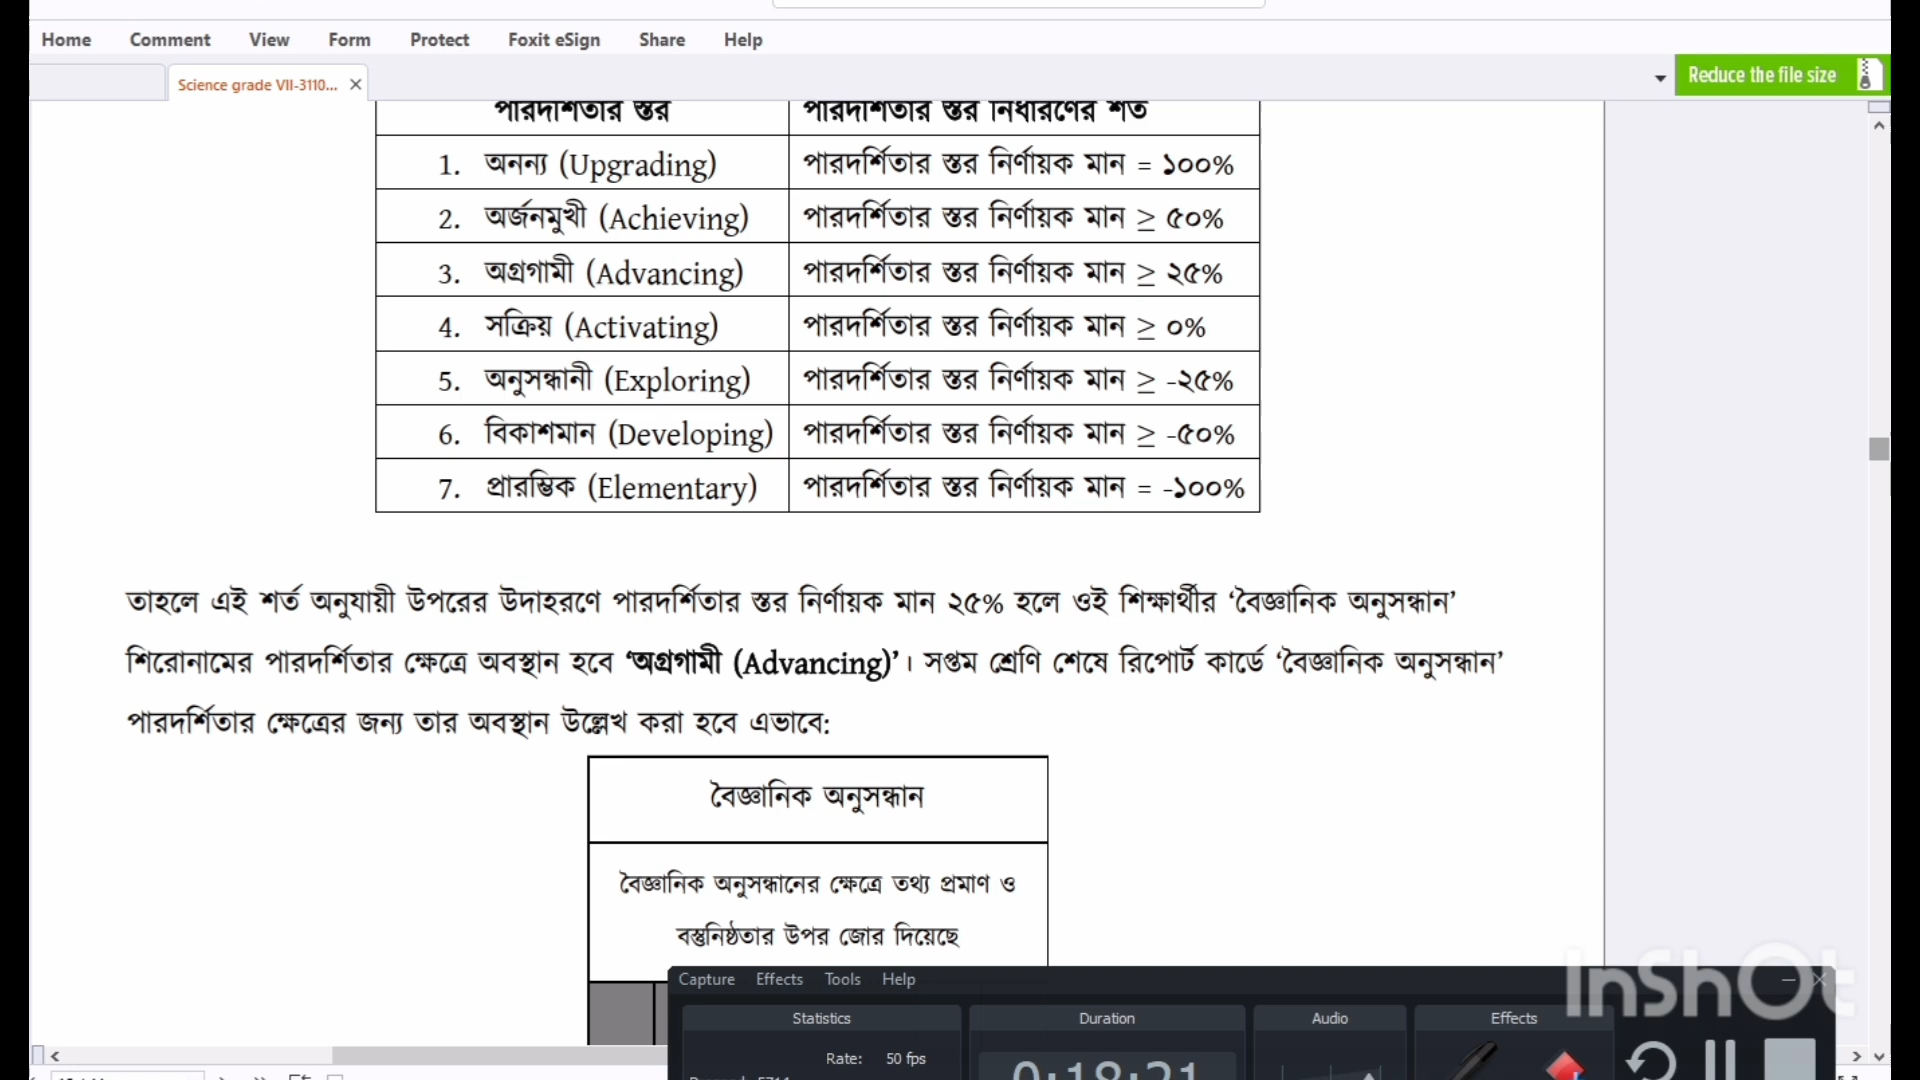 Home Comment View Form Protect Foxit eSign Share Help
Science grade VII-3110...
Reduce the file size
পারদর্শিতার স্তর পারদর্শিতার স্তর নির্ধারণের শর্ত
1. অনন্য (Upgrading) পারদর্শিতার স্তর নির্ণায়ক মান = ১০০%
2. অর্জনমুখী (Achieving) পারদর্শিতার স্তর নির্ণায়ক মান ≥ ৫০%
3. অগ্রগামী (Advancing) পারদর্শিতার স্তর নির্ণায়ক মান ≥ ২৫%
4. সক্রিয় (Activating) পারদর্শিতার স্তর নির্ণায়ক মান ≥ ০%
5. অনুসন্ধানী (Exploring) পারদর্শিতার স্তর নির্ণায়ক মান ≥ -২৫%
6. বিকাশমান (Developing) পারদর্শিতার স্তর নির্ণায়ক মান ≥ -৫০%
7. প্রারম্ভিক (Elementary) পারদর্শিতার স্তর নির্ণায়ক মান = -১০০%
তাহলে এই শর্ত অনুযায়ী উপরের উদাহরণে পারদর্শিতার স্তর নির্ণায়ক মান ২৫% হলে ওই শিক্ষার্থীর ‘বৈজ্ঞানিক অনুসন্ধান’
শিরোনামের পারদর্শিতার ক্ষেত্রে অবস্থান হবে ‘অগ্রগামী (Advancing)’। সপ্তম শ্রেণি শেষে রিপোর্ট কার্ডে ‘বৈজ্ঞানিক অনুসন্ধান’
পারদর্শিতার ক্ষেত্রের জন্য তার অবস্থান উল্লেখ করা হবে এভাবে:
বৈজ্ঞানিক অনুসন্ধান
বৈজ্ঞানিক অনুসন্ধানের ক্ষেত্রে তথ্য প্রমাণ ও
বস্তুনিষ্ঠতার উপর জোর দিয়েছে
InShOt
Capture Effects Tools Help
Statistics Duration Audio Effects
Rate: 50 fps
0:18:21